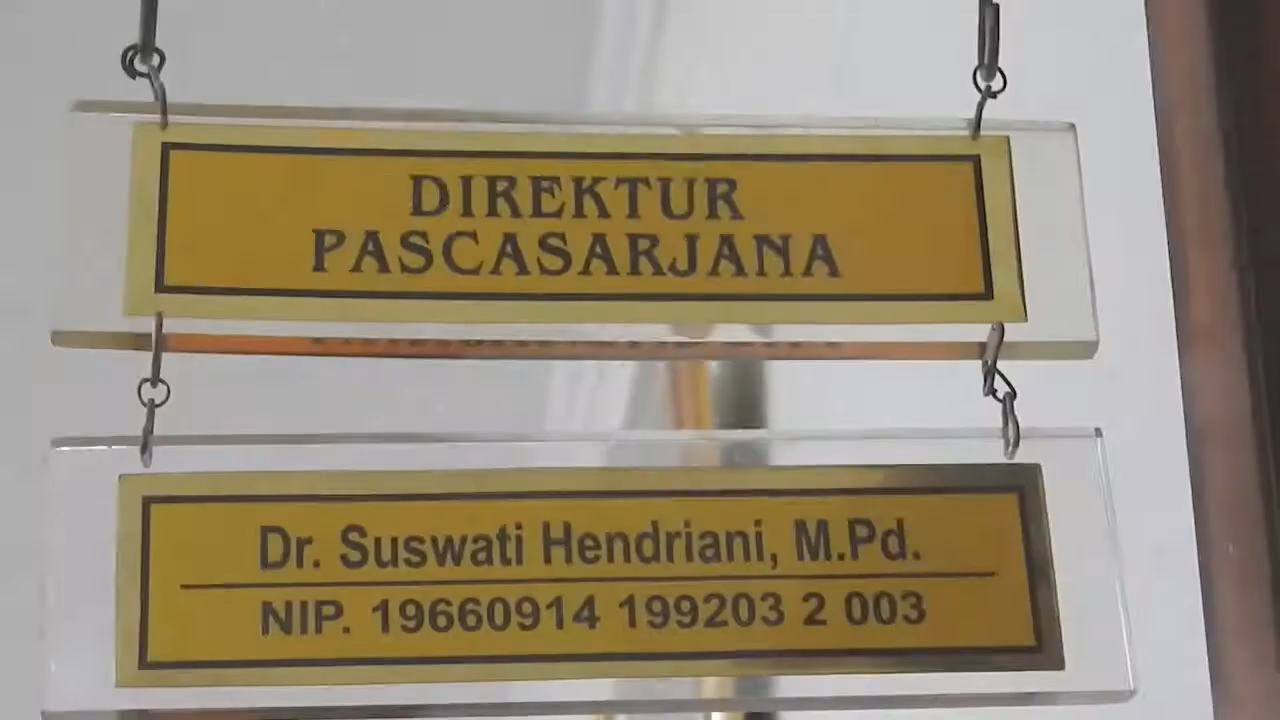 DIREKTUR
PASCASARJANA
Dr. Suswati Hendriani, M.Pd.
NIP. 19660914 199203 2 003